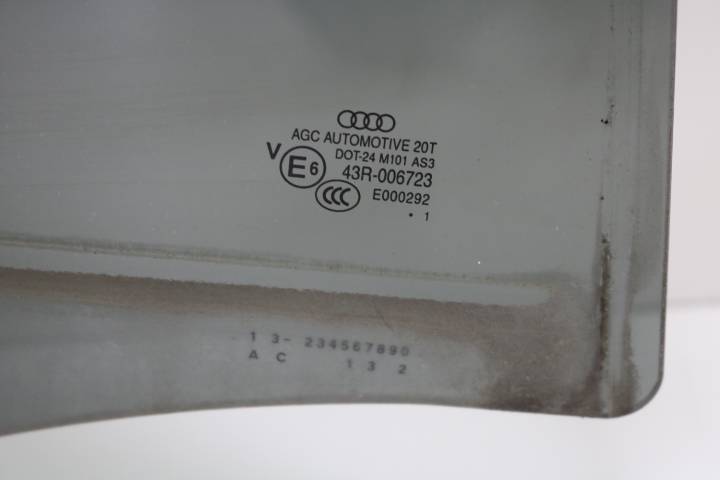 AGC AUTOMOTIVE 20T
DOT-24 M101 AS3
V E6 43R-006723
CCC E000292
• 1
1 3- 234567890
A C 1 3 2